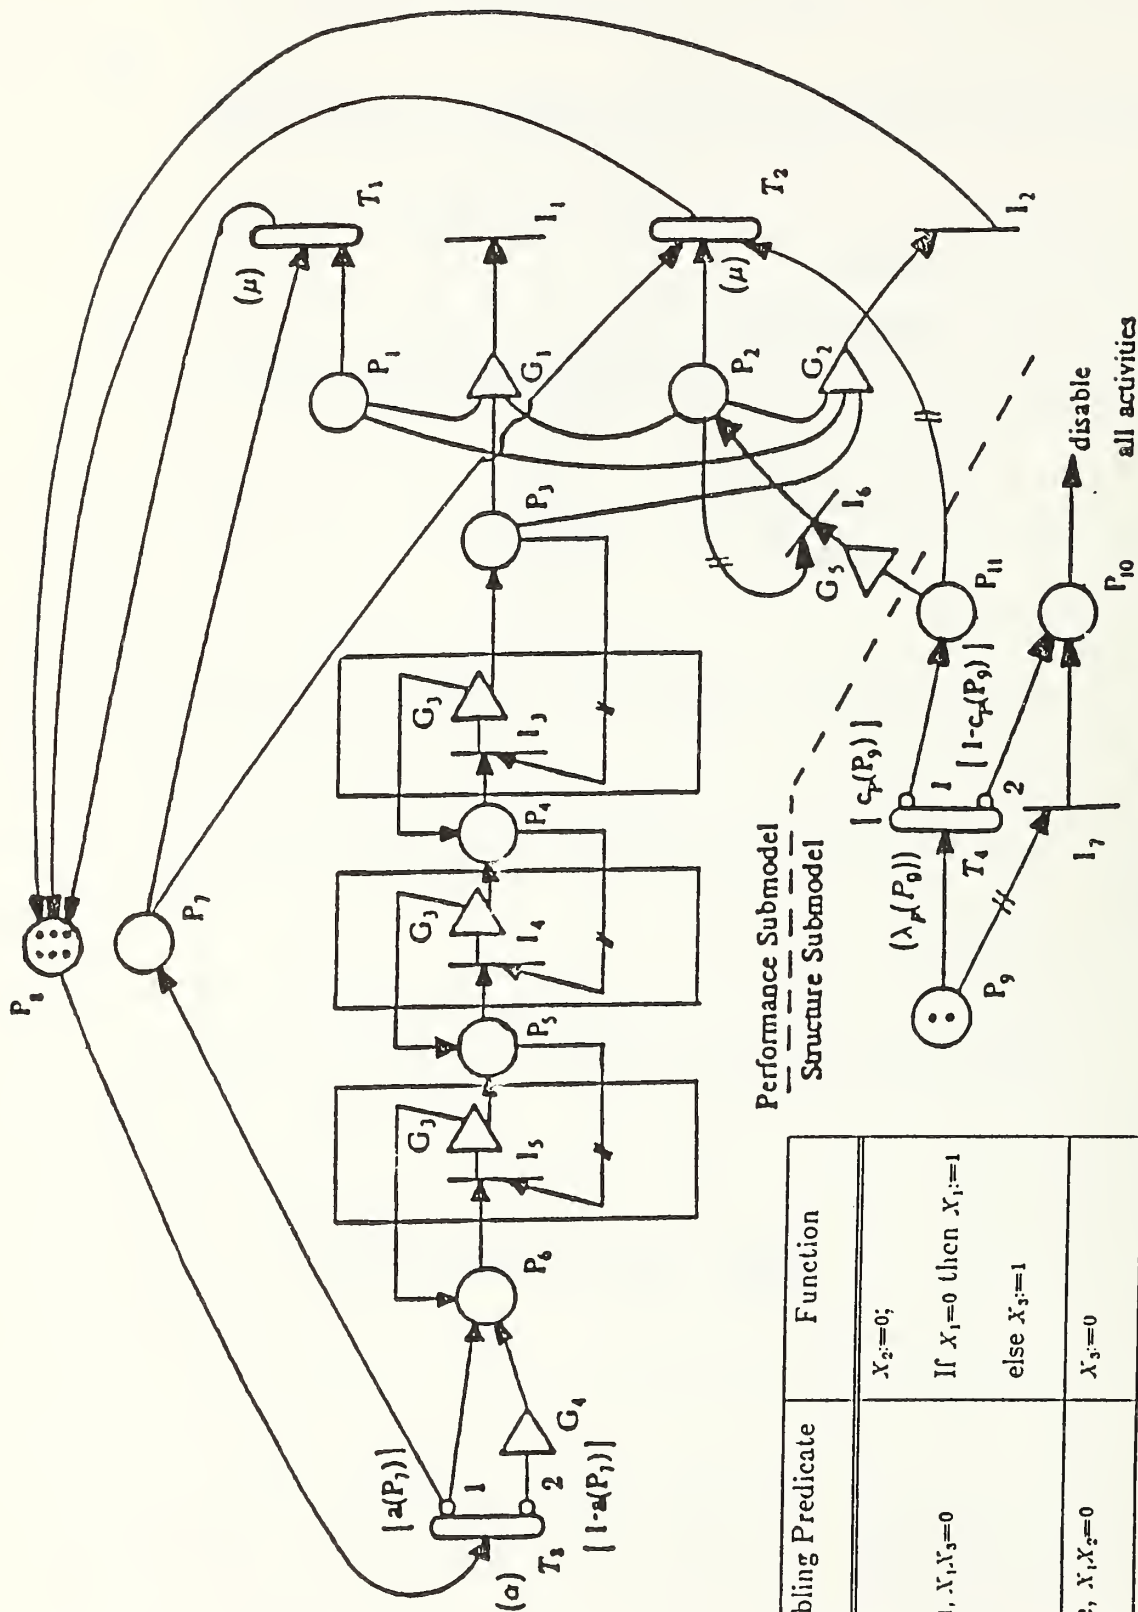 P8
P7
(μ)
T1
P1
I1
G1
P3
(μ)
T2
P2
G2
I2
I6
G5
G3
I3
P4
G3
I4
P5
G3
I5
P6
G4
[a(P7)]
1
2
[1-a(P7)]
T3
(α)
Performance Submodel
Structure Submodel
P9
(λp(P9))
T4
[cp(P9)]
1
[1-cp(P9)]
2
I7
P11
P10
disable
all activities
bling Predicate
Function
X1X3=0
X2:=0;
If X1=0 then X1:=1
else X3:=1
X1X2=0
X3:=0